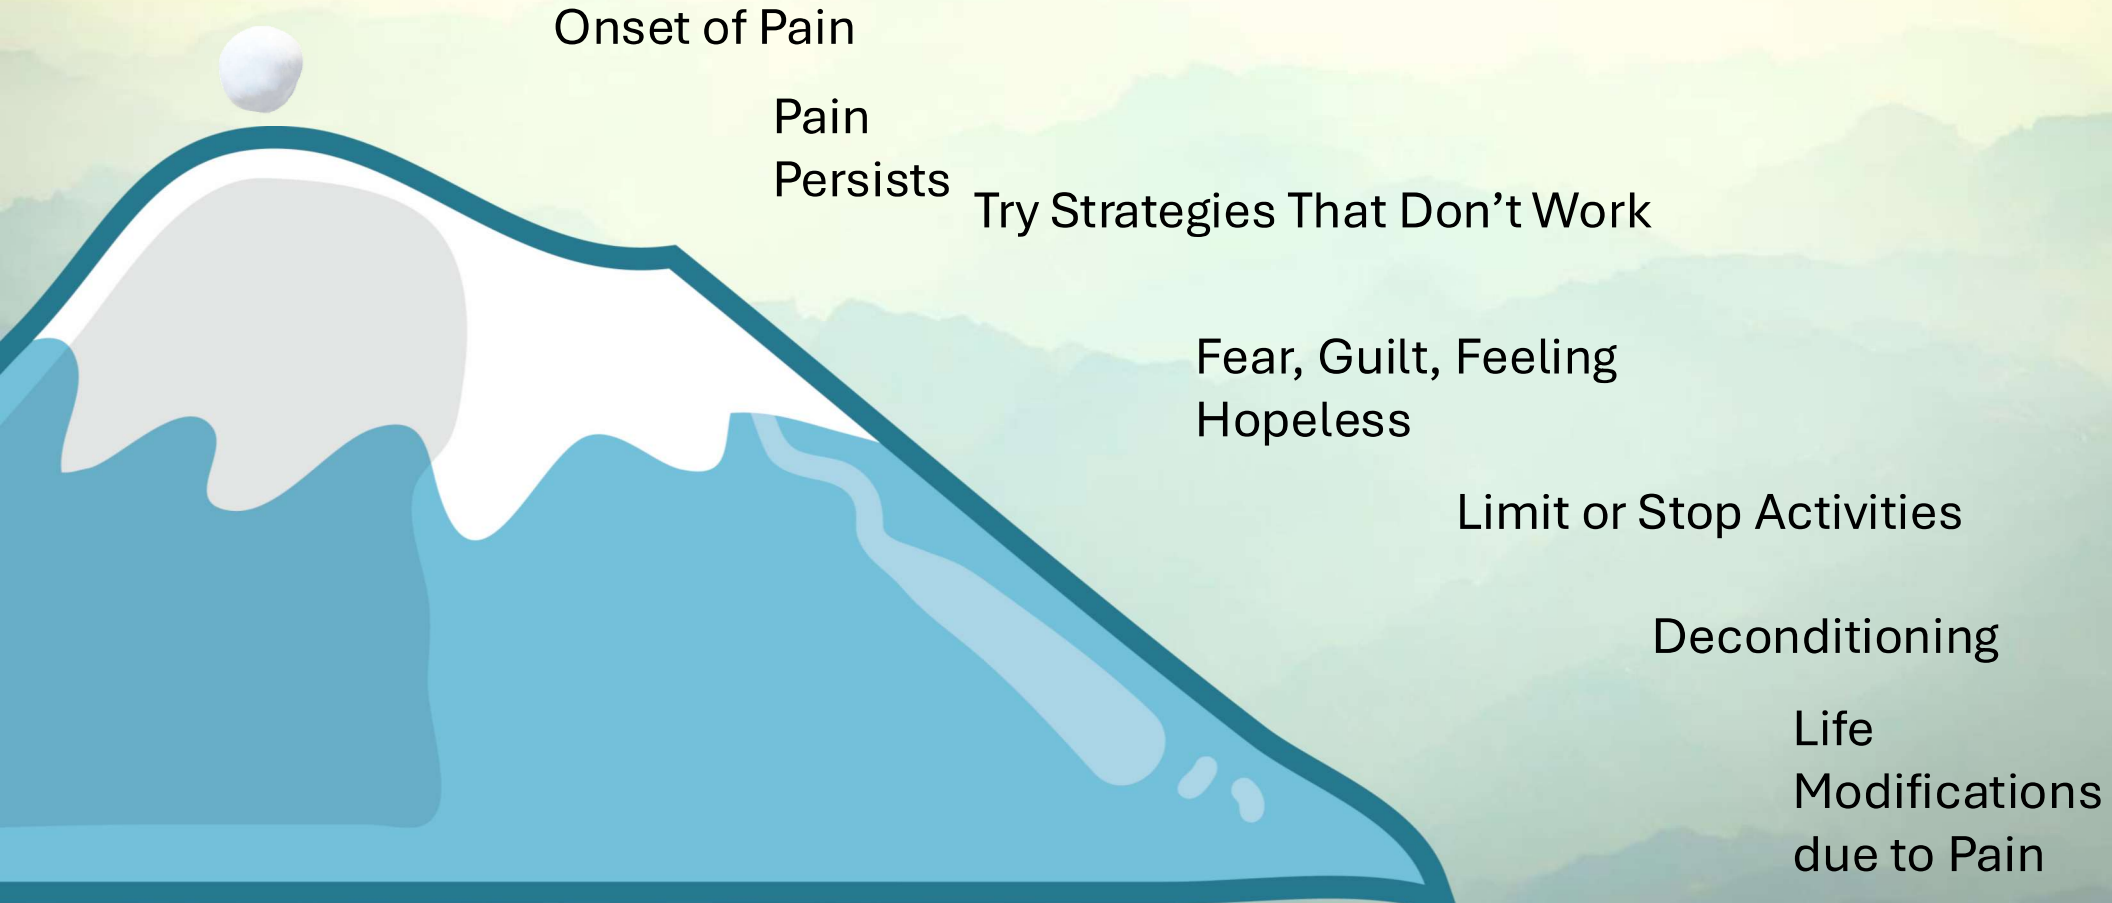 Onset of Pain
Pain
Persists
Try Strategies That Don’t Work
Fear, Guilt, Feeling
Hopeless
Limit or Stop Activities
Deconditioning
Life
Modifications
due to Pain